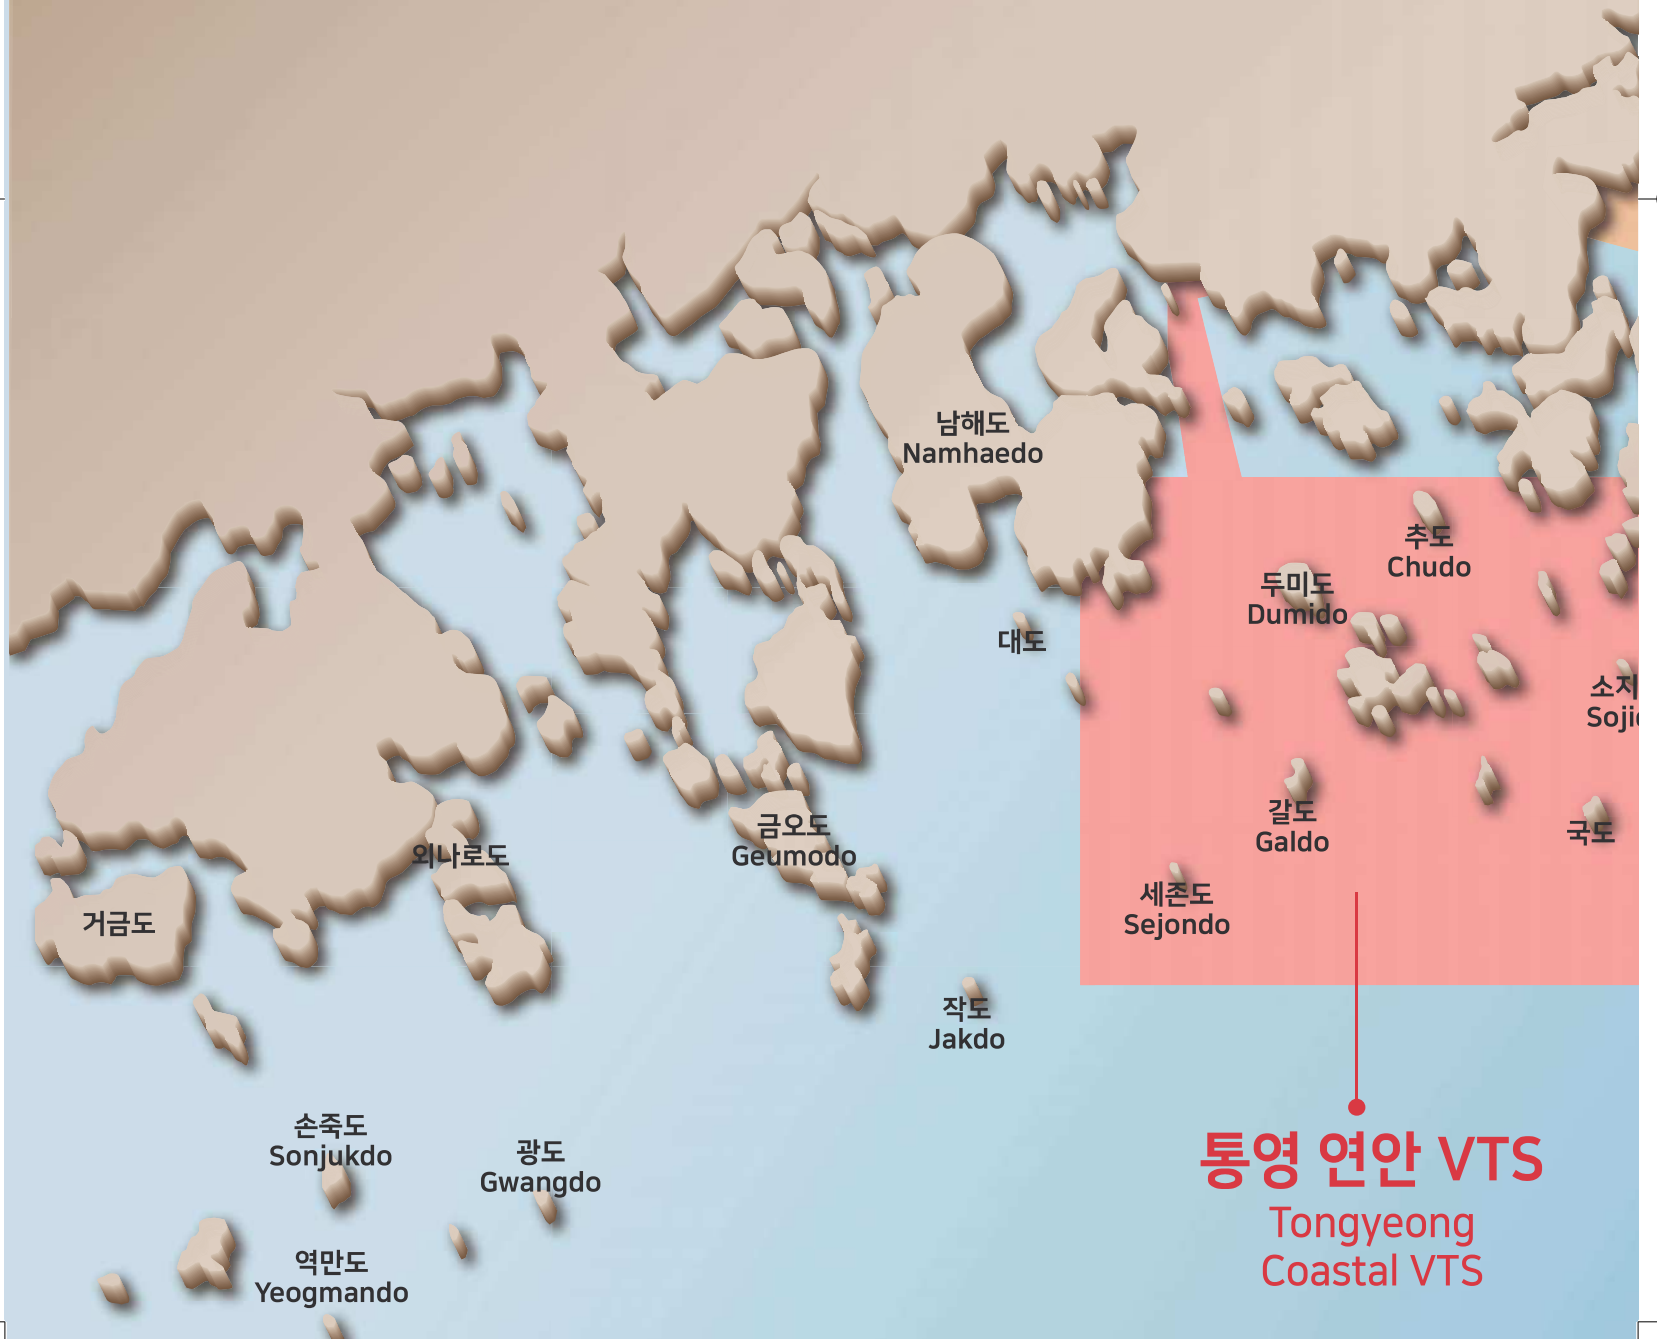 남해도
Namhaedo
추도
Chudo
두미도
Dumido
대도
소지
Soji
갈도
Galdo
국도
금오도
Geumodo
외나로도
세존도
Sejondo
거금도
작도
Jakdo
손죽도
Sonjukdo
광도
Gwangdo
통영 연안 VTS
Tongyeong
Coastal VTS
역만도
Yeogmando